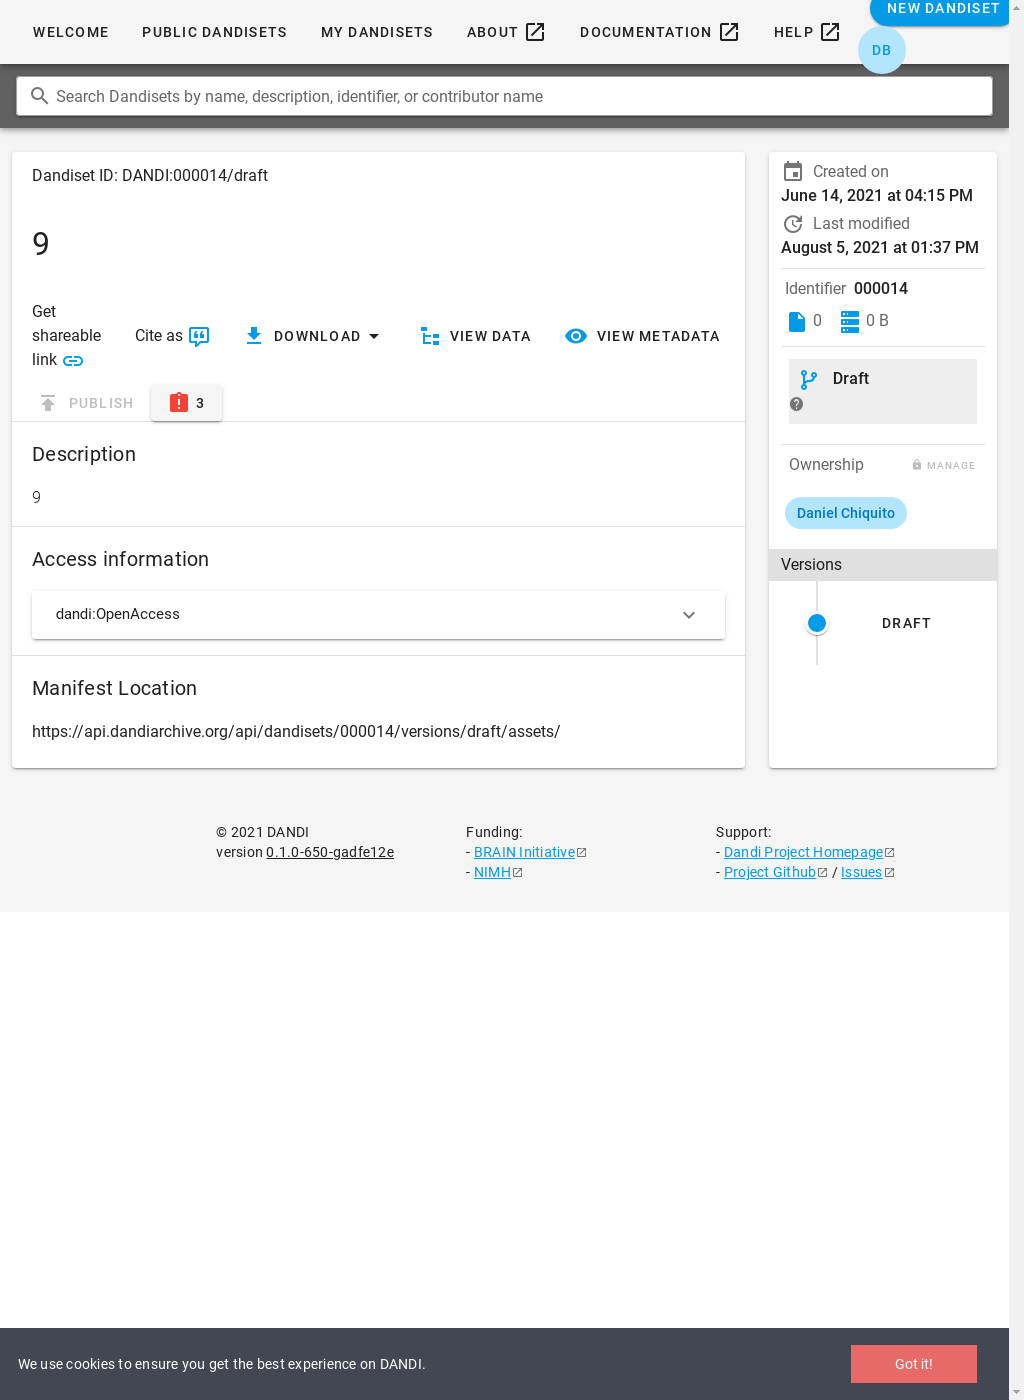 WELCOME
PUBLIC DANDISETS
MY DANDISETS
ABOUT
DOCUMENTATION
HELP
NEW DANDISET
DB
Search Dandisets by name, description, identifier, or contributor name
Dandiset ID: DANDI:000014/draft
9
Get
shareable
link
Cite as
DOWNLOAD
VIEW DATA
VIEW METADATA
PUBLISH
3
Description
9
Access information
dandi:OpenAccess
Manifest Location
https://api.dandiarchive.org/api/dandisets/000014/versions/draft/assets/
Created on
June 14, 2021 at 04:15 PM
Last modified
August 5, 2021 at 01:37 PM
Identifier 000014
0
0 B
Draft
Ownership
MANAGE
Daniel Chiquito
Versions
DRAFT
© 2021 DANDI
version 0.1.0-650-gadfe12e
Funding:
- BRAIN Initiative
- NIMH
Support:
- Dandi Project Homepage
- Project Github / Issues
We use cookies to ensure you get the best experience on DANDI.
Got it!